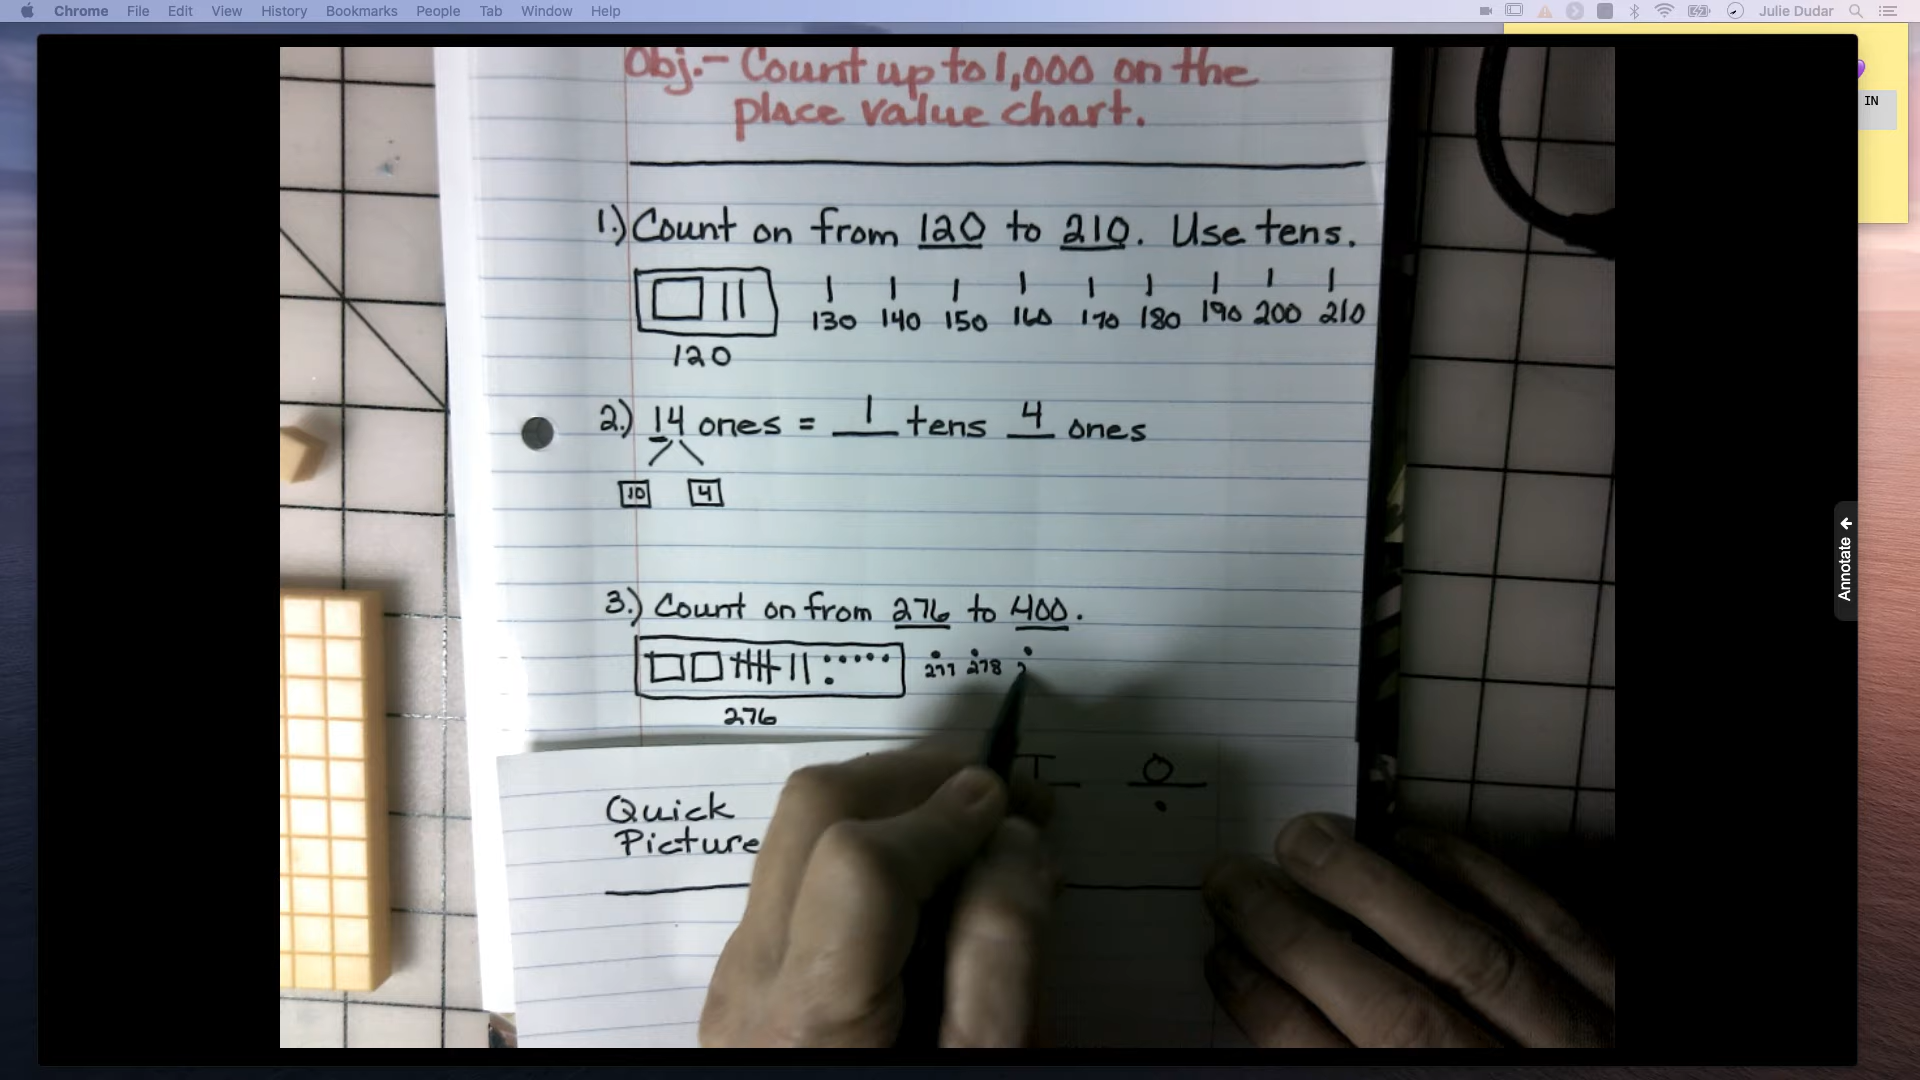 Chrome File Edit View History Bookmarks People Tab Window Help Julie Dudar
IN
Obj.- Count up to 1,000 on the
place value chart.
1.) Count on from 120 to 210. Use tens.
130 140 150 160 170 180 190 200 210
120
2.) 14 ones = 1 tens 4 ones
10 4
3.) Count on from 276 to 400.
277 278
276
T O
Quick
Picture
Annotate